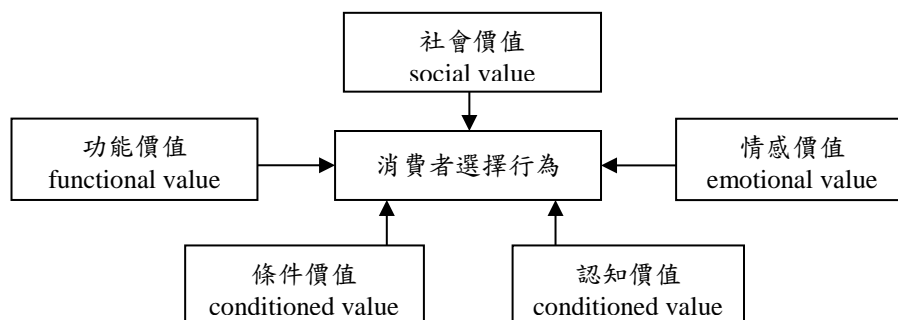 社會價值
social value
功能價值
functional value
消費者選擇行為
情感價值
emotional value
條件價值
conditioned value
認知價值
conditioned value